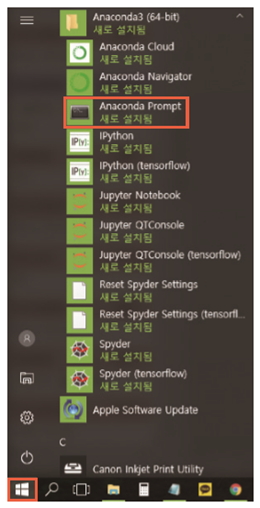 Anaconda3 (64-bit)
새로 설치됨
Anaconda Cloud
새로 설치됨
Anaconda Navigator
새로 설치됨
Anaconda Prompt
새로 설치됨
IPython
새로 설치됨
IPython (tensorflow)
새로 설치됨
Jupyter Notebook
새로 설치됨
Jupyter QTConsole
새로 설치됨
Jupyter QTConsole (tensorflow)
새로 설치됨
Reset Spyder Settings
새로 설치됨
Reset Spyder Settings (tensorfl...
새로 설치됨
Spyder
새로 설치됨
Spyder (tensorflow)
새로 설치됨
Apple Software Update
C
Canon Inkjet Print Utility